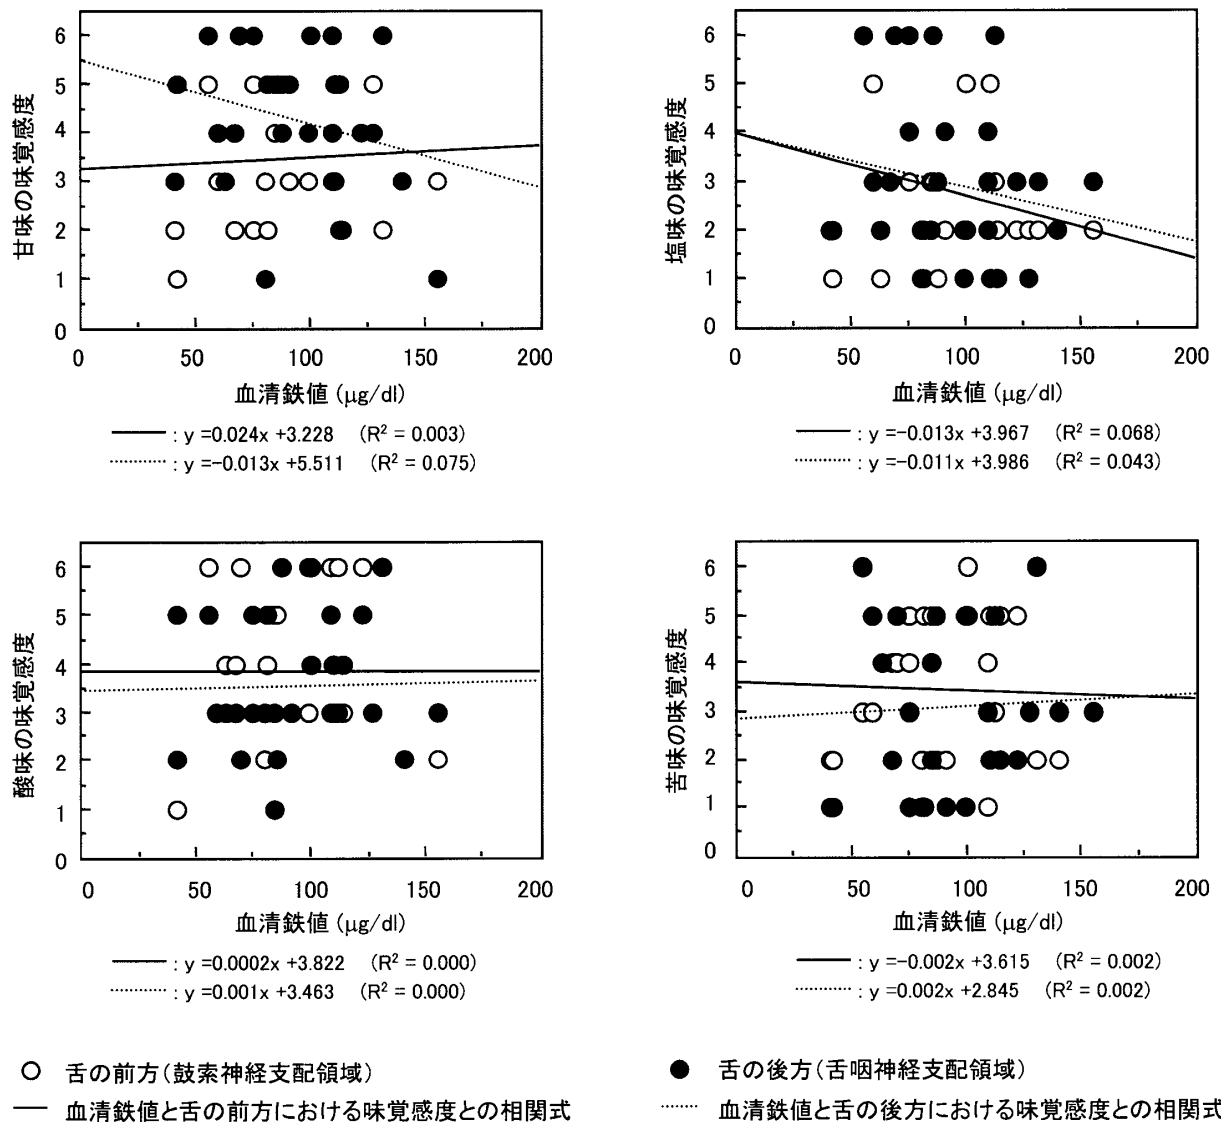 甘味の味覚感度
6
5
4
3
2
1
0
0 50 100 150 200
血清鉄値 (μg/dl)
: y =0.024x +3.228 (R² = 0.003)
: y =−0.013x +5.511 (R² = 0.075)
塩味の味覚感度
6
5
4
3
2
1
0
0 50 100 150 200
血清鉄値 (μg/dl)
: y =−0.013x +3.967 (R² = 0.068)
: y =−0.011x +3.986 (R² = 0.043)
酸味の味覚感度
6
5
4
3
2
1
0
0 50 100 150 200
血清鉄値 (μg/dl)
: y =0.0002x +3.822 (R² = 0.000)
: y =0.001x +3.463 (R² = 0.000)
苦味の味覚感度
6
5
4
3
2
1
0
0 50 100 150 200
血清鉄値 (μg/dl)
: y =−0.002x +3.615 (R² = 0.002)
: y =0.002x +2.845 (R² = 0.002)
舌の前方(鼓索神経支配領域)
舌の後方(舌咽神経支配領域)
血清鉄値と舌の前方における味覚感度との相関式
血清鉄値と舌の後方における味覚感度との相関式